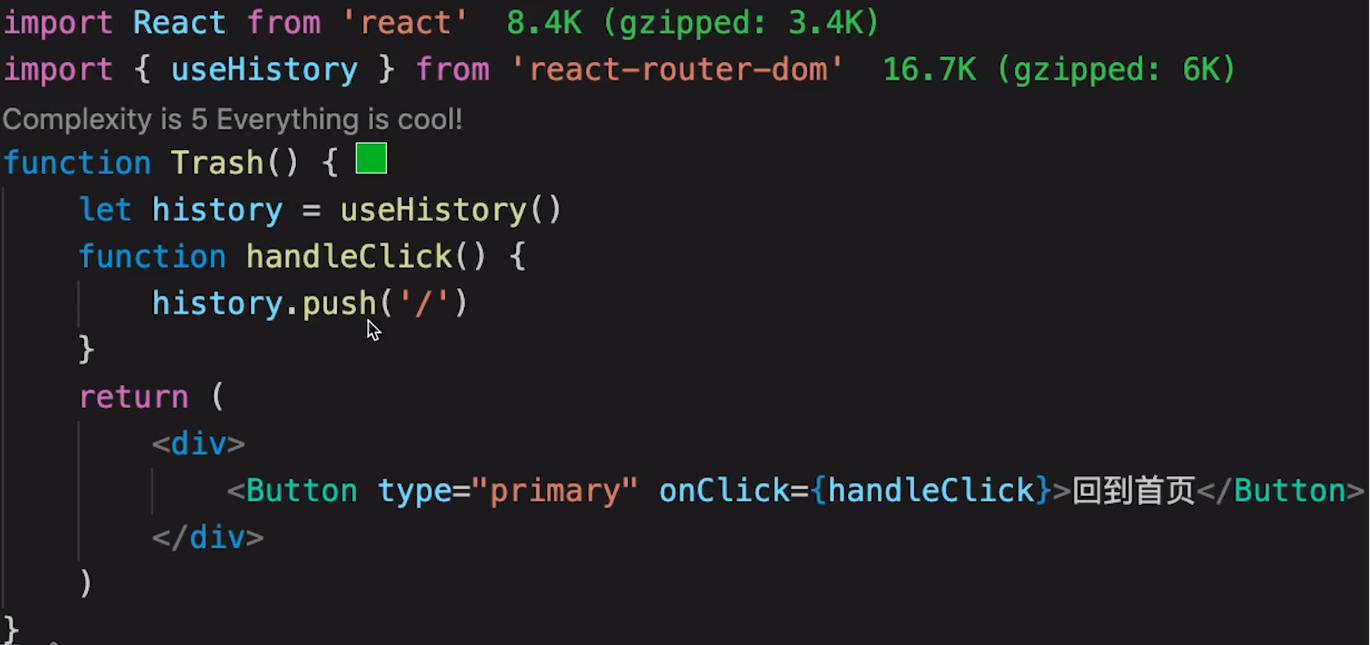 import React from 'react'  8.4K (gzipped: 3.4K)
import { useHistory } from 'react-router-dom'  16.7K (gzipped: 6K)
Complexity is 5 Everything is cool!
function Trash() {
    let history = useHistory()
    function handleClick() {
        history.push('/')
    }
    return (
        <div>
            <Button type="primary" onClick={handleClick}>回到首页</Button>
        </div>
    )
}